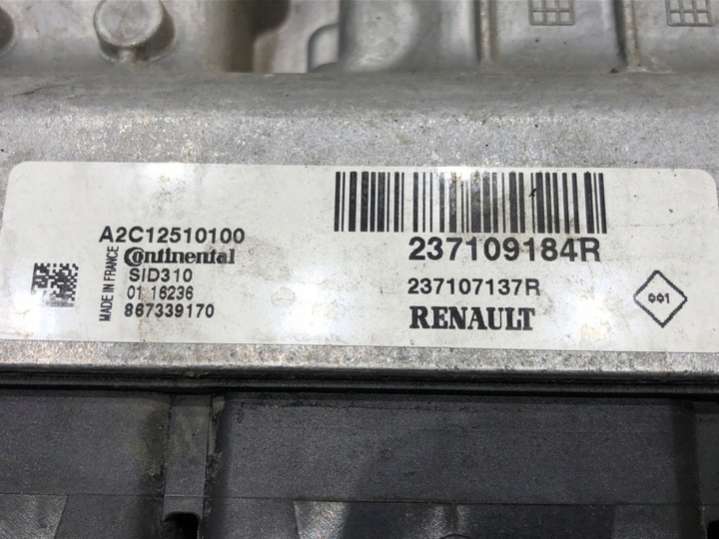 A2C12510100
Continental
SID310
01 16236
867339170
MADE IN FRANCE
237109184R
237107137R
RENAULT
001